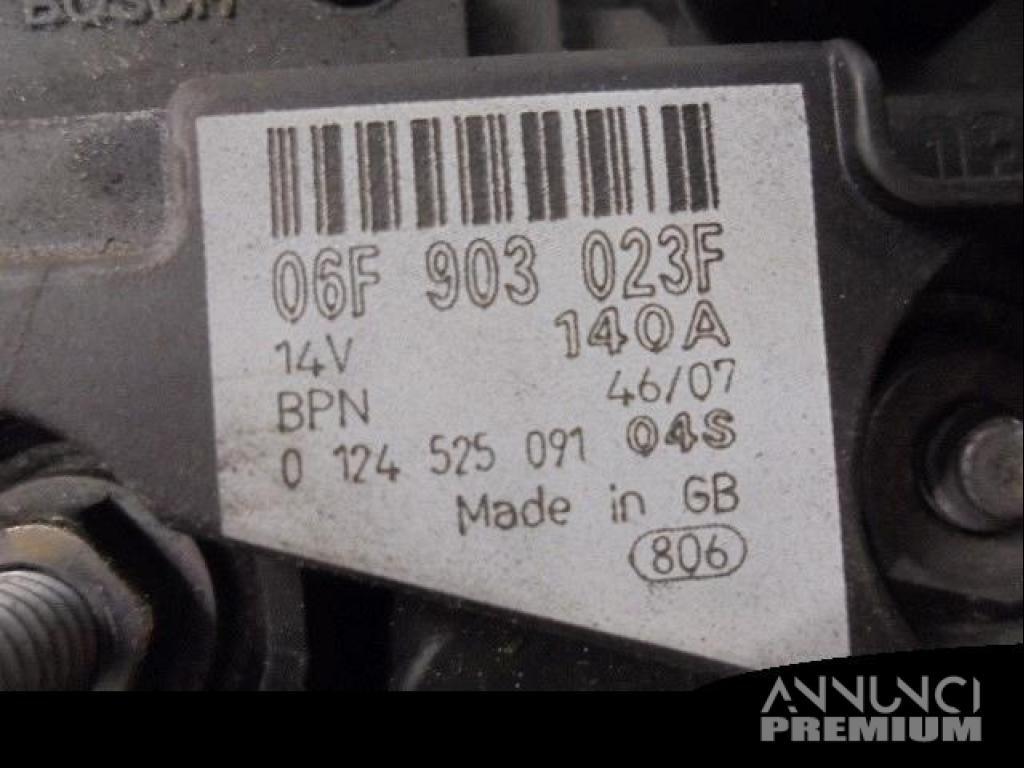 BOSCH
06F 903 023F
14V 140A
BPN 46/07
0 124 525 091 04S
Made in GB
806
ANNUNCI
PREMIUM